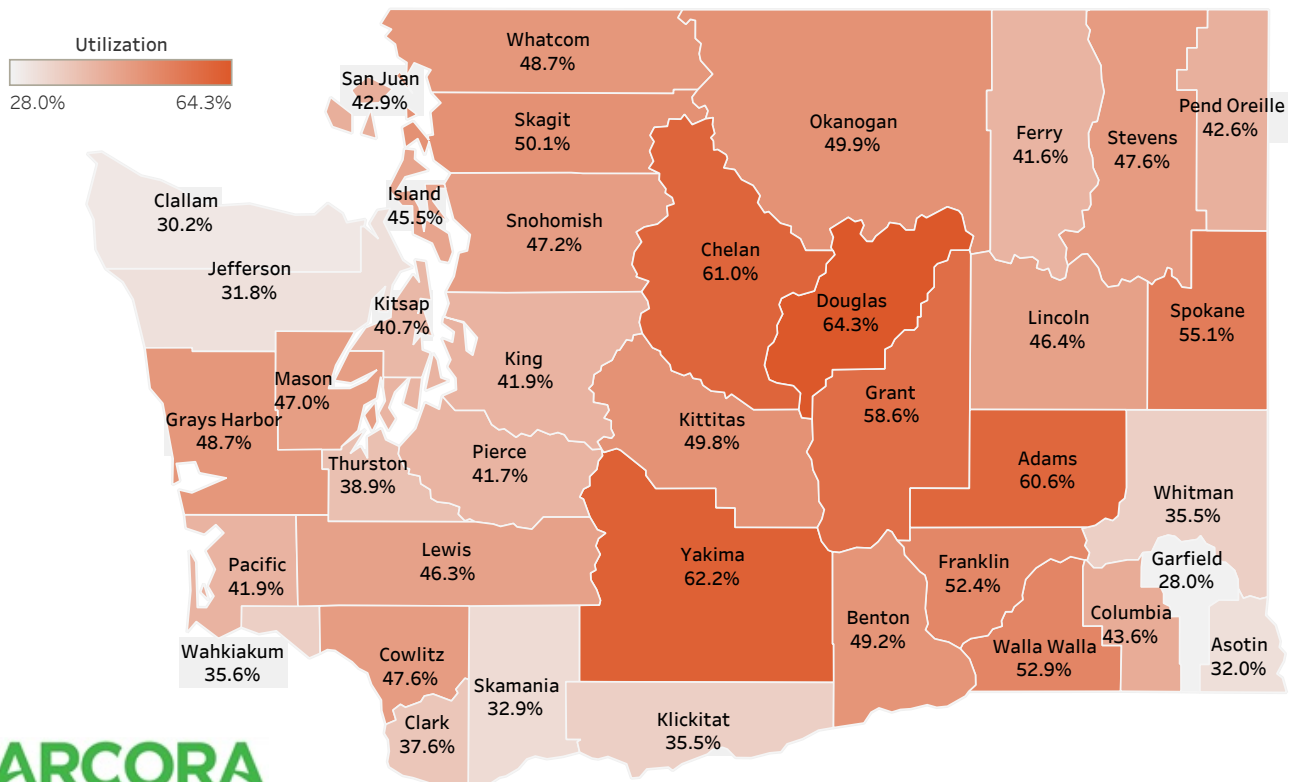 Utilization
28.0% 64.3%
Whatcom
48.7%
San Juan
42.9%
Skagit
50.1%
Okanogan
49.9%
Ferry
41.6%
Stevens
47.6%
Pend Oreille
42.6%
Clallam
30.2%
Island
45.5%
Snohomish
47.2%
Chelan
61.0%
Jefferson
31.8%
Kitsap
40.7%
Douglas
64.3%
Lincoln
46.4%
Spokane
55.1%
King
41.9%
Mason
47.0%
Grays Harbor
48.7%
Kittitas
49.8%
Grant
58.6%
Thurston
38.9%
Pierce
41.7%
Adams
60.6%
Whitman
35.5%
Pacific
41.9%
Lewis
46.3%
Yakima
62.2%
Franklin
52.4%
Garfield
28.0%
Benton
49.2%
Columbia
43.6%
Wahkiakum
35.6%
Cowlitz
47.6%
Skamania
32.9%
Walla Walla
52.9%
Asotin
32.0%
Clark
37.6%
Klickitat
35.5%
ARCORA